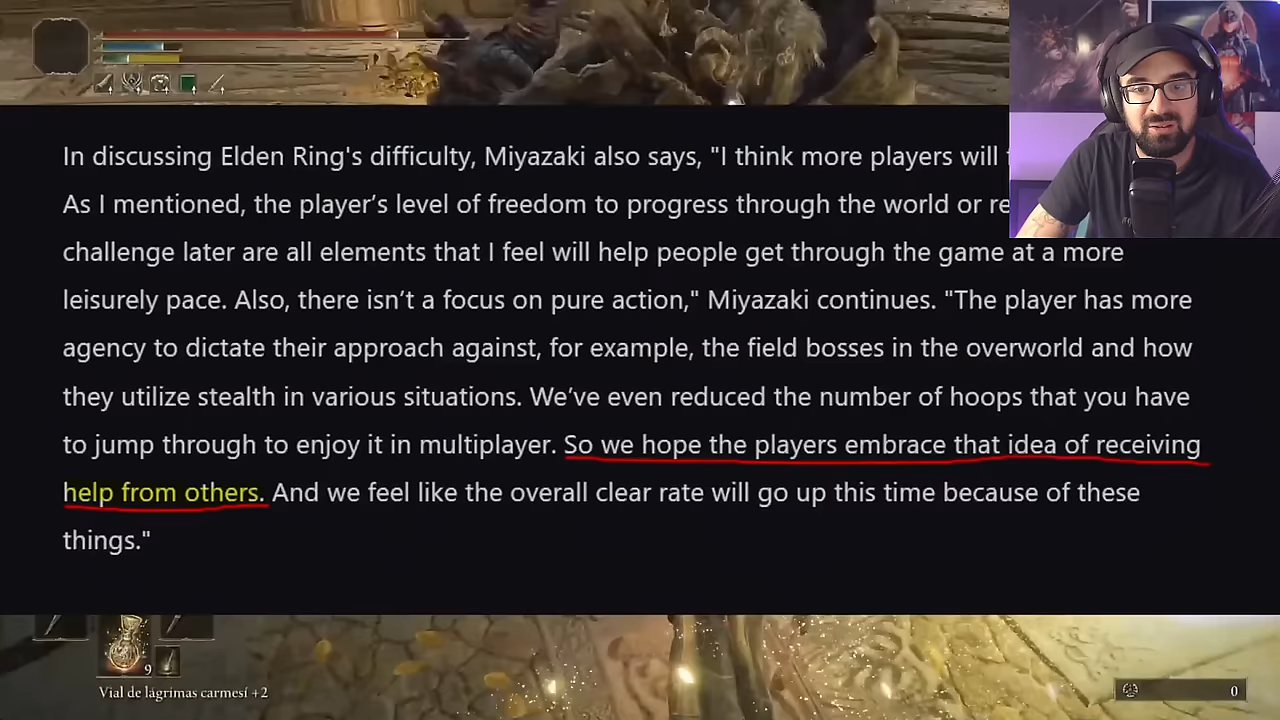 In discussing Elden Ring's difficulty, Miyazaki also says, "I think more players will
As I mentioned, the player's level of freedom to progress through the world or re
challenge later are all elements that I feel will help people get through the game at a more
leisurely pace. Also, there isn't a focus on pure action," Miyazaki continues. "The player has more
agency to dictate their approach against, for example, the field bosses in the overworld and how
they utilize stealth in various situations. We've even reduced the number of hoops that you have
to jump through to enjoy it in multiplayer. So we hope the players embrace that idea of receiving
help from others. And we feel like the overall clear rate will go up this time because of these
things."
9
Vial de lágrimas carmesí +2
0